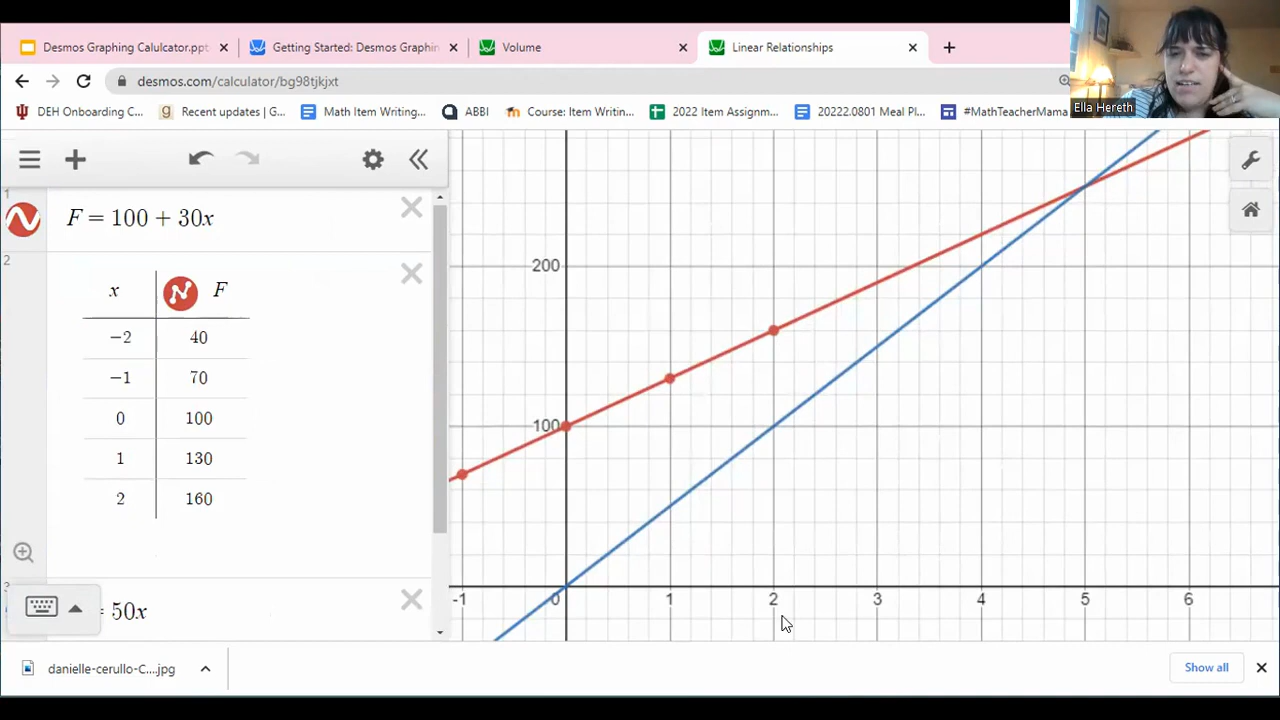 Desmos Graphing Calulcator.ppt
Getting Started: Desmos Graphin
Volume
Linear Relationships
desmos.com/calculator/bg98tjkjxt
DEH Onboarding C...
Recent updates | G...
Math Item Writing...
ABBI
Course: Item Writin...
2022 Item Assignm...
20222.0801 Meal Pl...
#MathTeacherMama
Ella Hereth
1
F = 100 + 30x
2
x F
−2 40
−1 70
0 100
1 130
2 160
3
= 50x
200
100
-1 0 1 2 3 4 5 6
danielle-cerullo-C....jpg
Show all